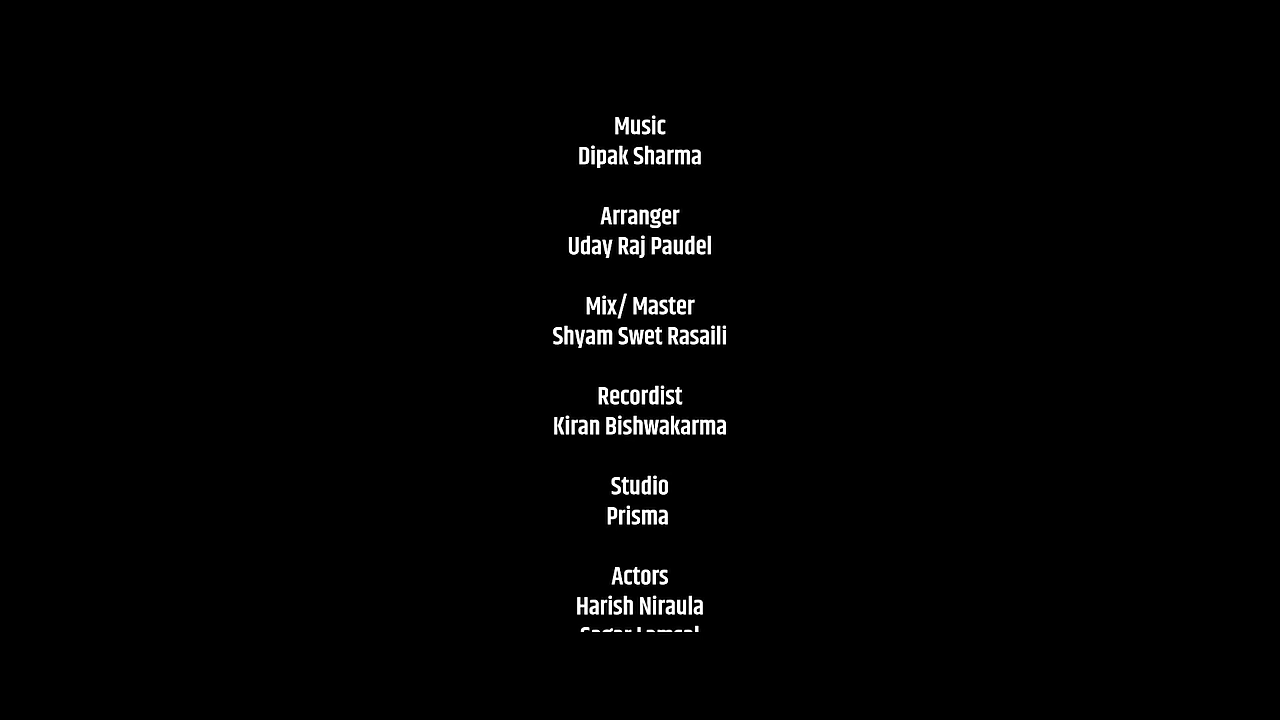 Music
Dipak Sharma
Arranger
Uday Raj Paudel
Mix/ Master
Shyam Swet Rasaili
Recordist
Kiran Bishwakarma
Studio
Prisma
Actors
Harish Niraula